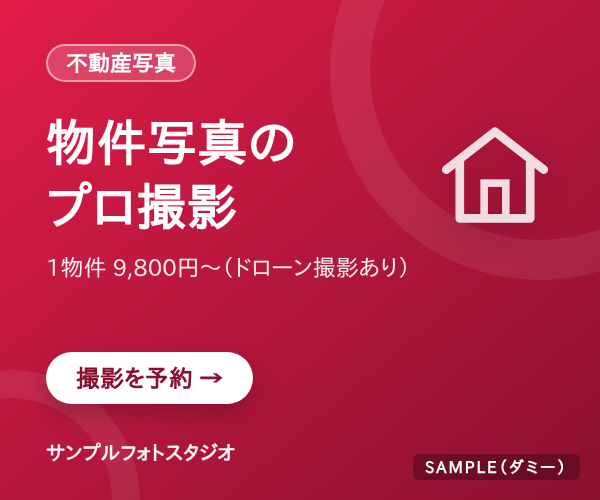 不動産写真
物件写真の
プロ撮影
1物件 9,800円〜（ドローン撮影あり）
撮影を予約 →
サンプルフォトスタジオ
SAMPLE（ダミー）